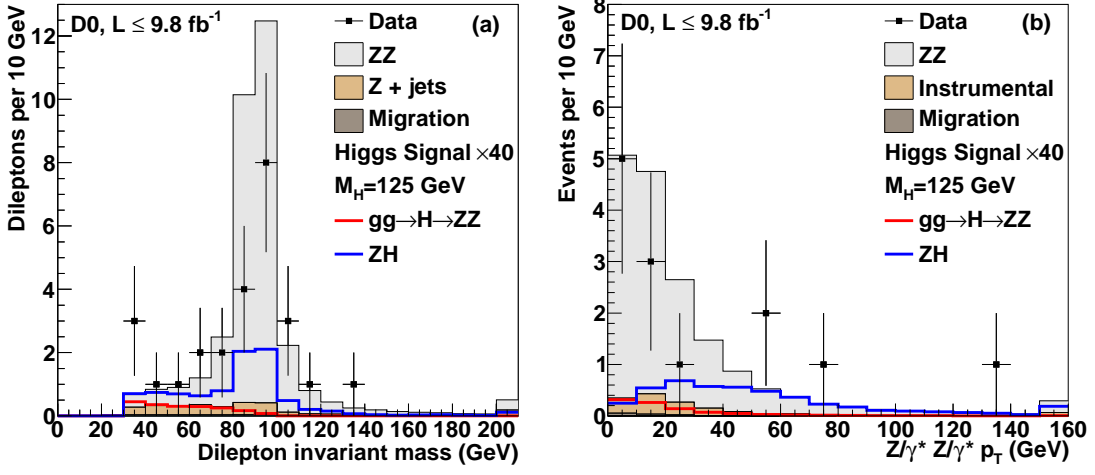 Dileptons per 10 GeV
D0, L ≤ 9.8 fb⁻¹
(a)
Data
ZZ
Z + jets
Migration
Higgs Signal ×40
M_H=125 GeV
gg→H→ZZ
ZH
12
10
8
6
4
2
0
0 20 40 60 80 100 120 140 160 180 200
Dilepton invariant mass (GeV)
Events per 10 GeV
D0, L ≤ 9.8 fb⁻¹
(b)
Data
ZZ
Instrumental
Migration
Higgs Signal ×40
M_H=125 GeV
gg→H→ZZ
ZH
8
7
6
5
4
3
2
1
0
0 20 40 60 80 100 120 140 160
Z/γ* Z/γ* p_T (GeV)